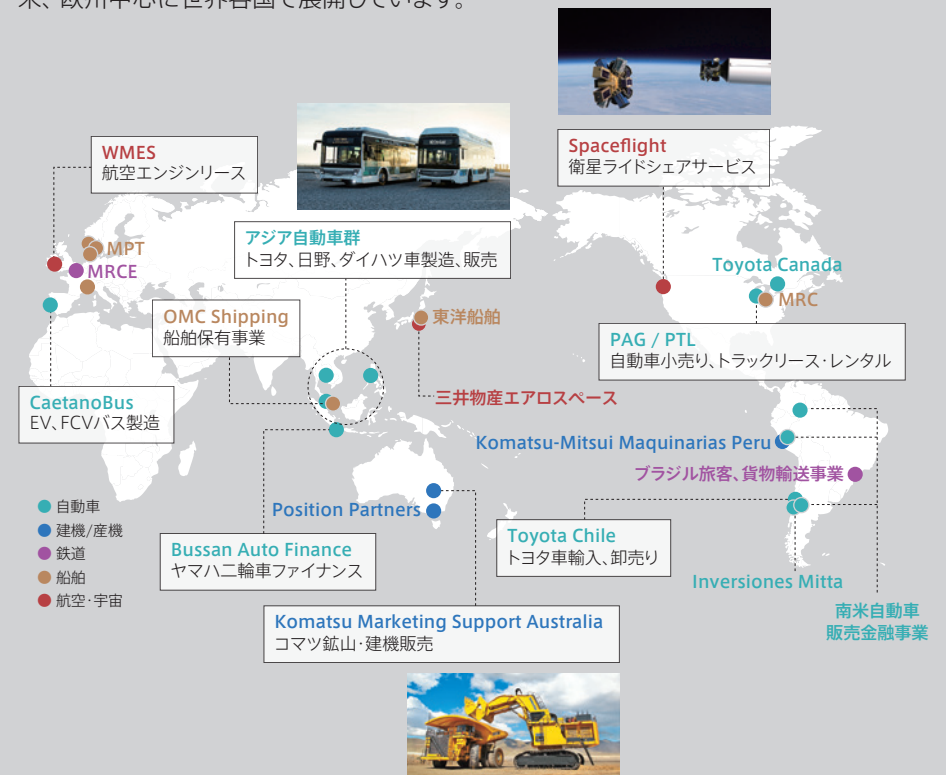 米、欧州中心に世界各国で展開しています。
WMES
航空エンジンリース
Spaceflight
衛星ライドシェアサービス
アジア自動車群
トヨタ、日野、ダイハツ車製造、販売
MPT
MRCE
Toyota Canada
MRC
OMC Shipping
船舶保有事業
東洋船舶
PAG / PTL
自動車小売り、トラックリース・レンタル
三井物産エアロスペース
CaetanoBus
EV、FCVバス製造
Komatsu-Mitsui Maquinarias Peru
ブラジル旅客、貨物輸送事業
自動車
建機/産機
鉄道
船舶
航空・宇宙
Position Partners
Bussan Auto Finance
ヤマハ二輪車ファイナンス
Toyota Chile
トヨタ車輸入、卸売り
Inversiones Mitta
南米自動車
販売金融事業
Komatsu Marketing Support Australia
コマツ鉱山・建機販売